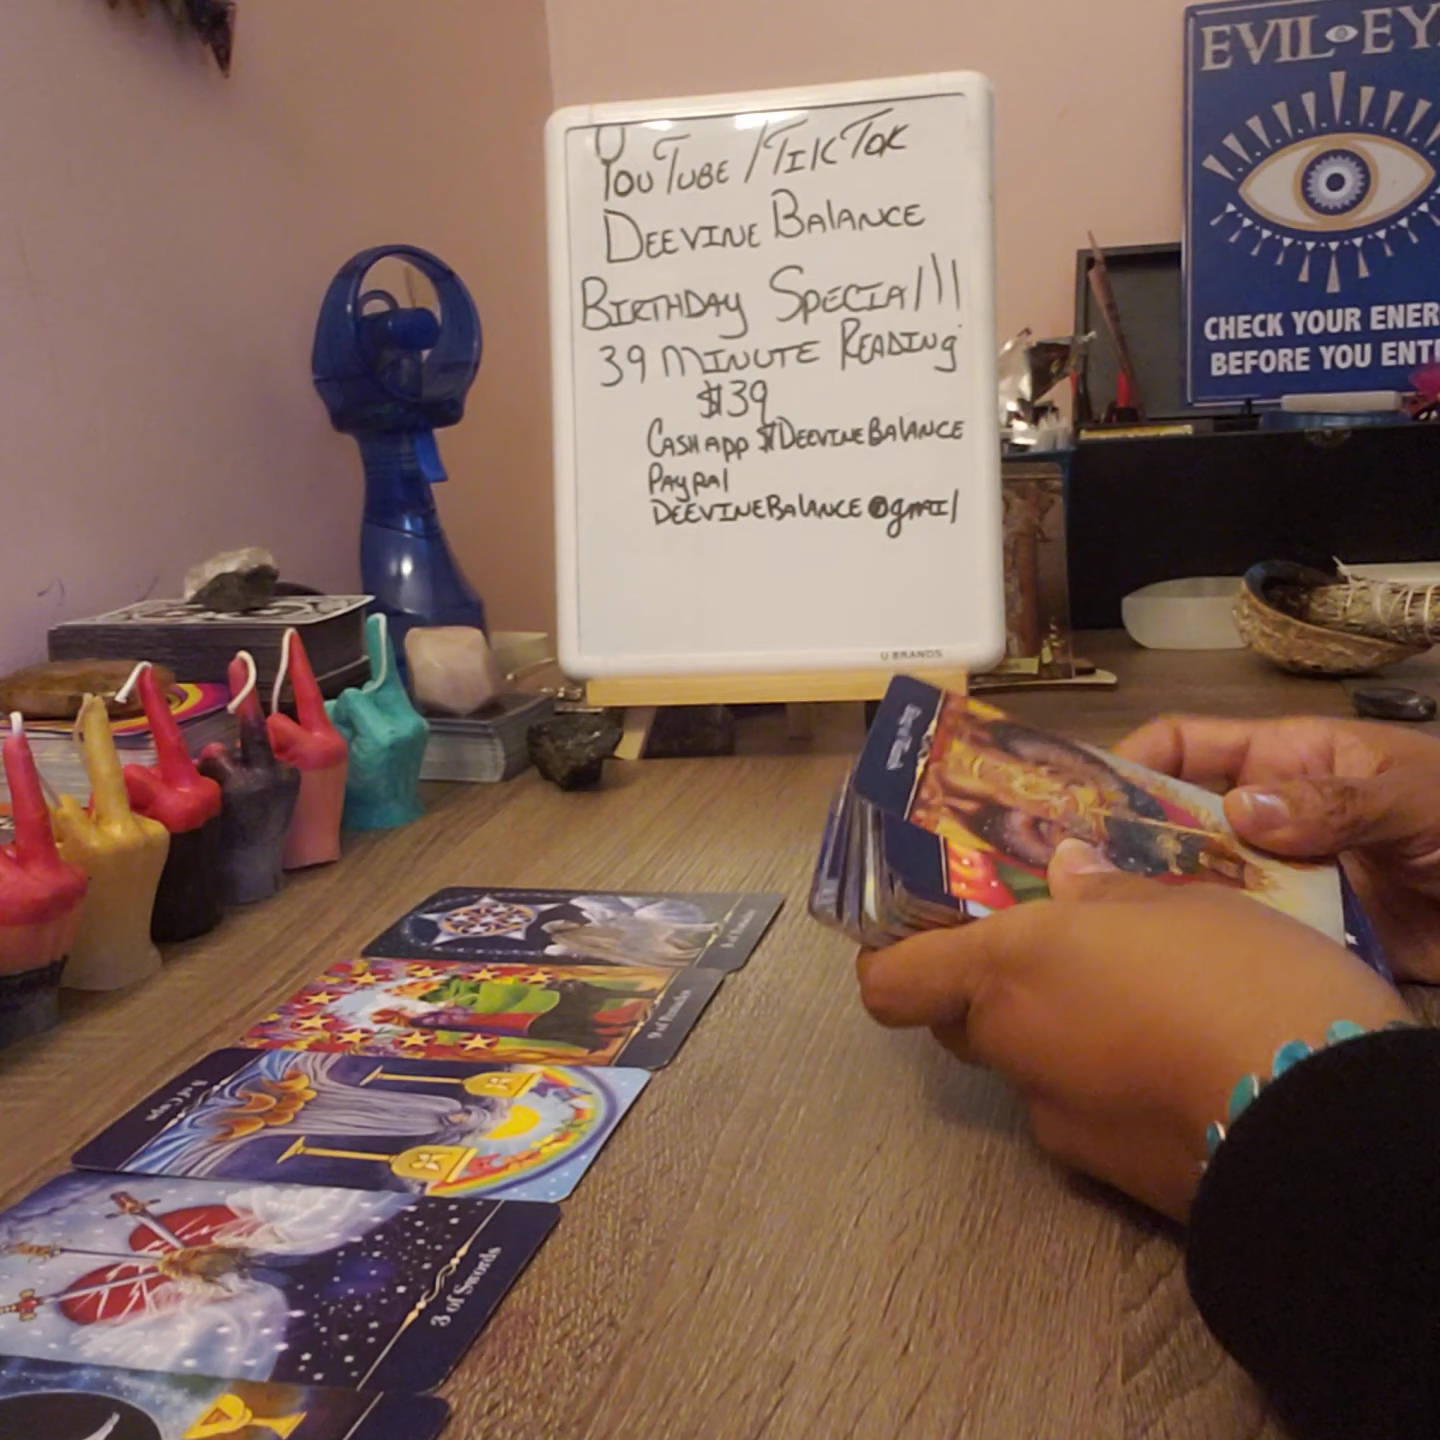 YouTube/TikTok
Deevine Balance
Birthday Special!!
39 Minute Reading
$39
Cash app $DeevineBalance
Paypal
DeevineBalance@gmail
U BRANDS
EVIL EY
CHECK YOUR ENER
BEFORE YOU ENT
9 of Pentacles
3 of Swords